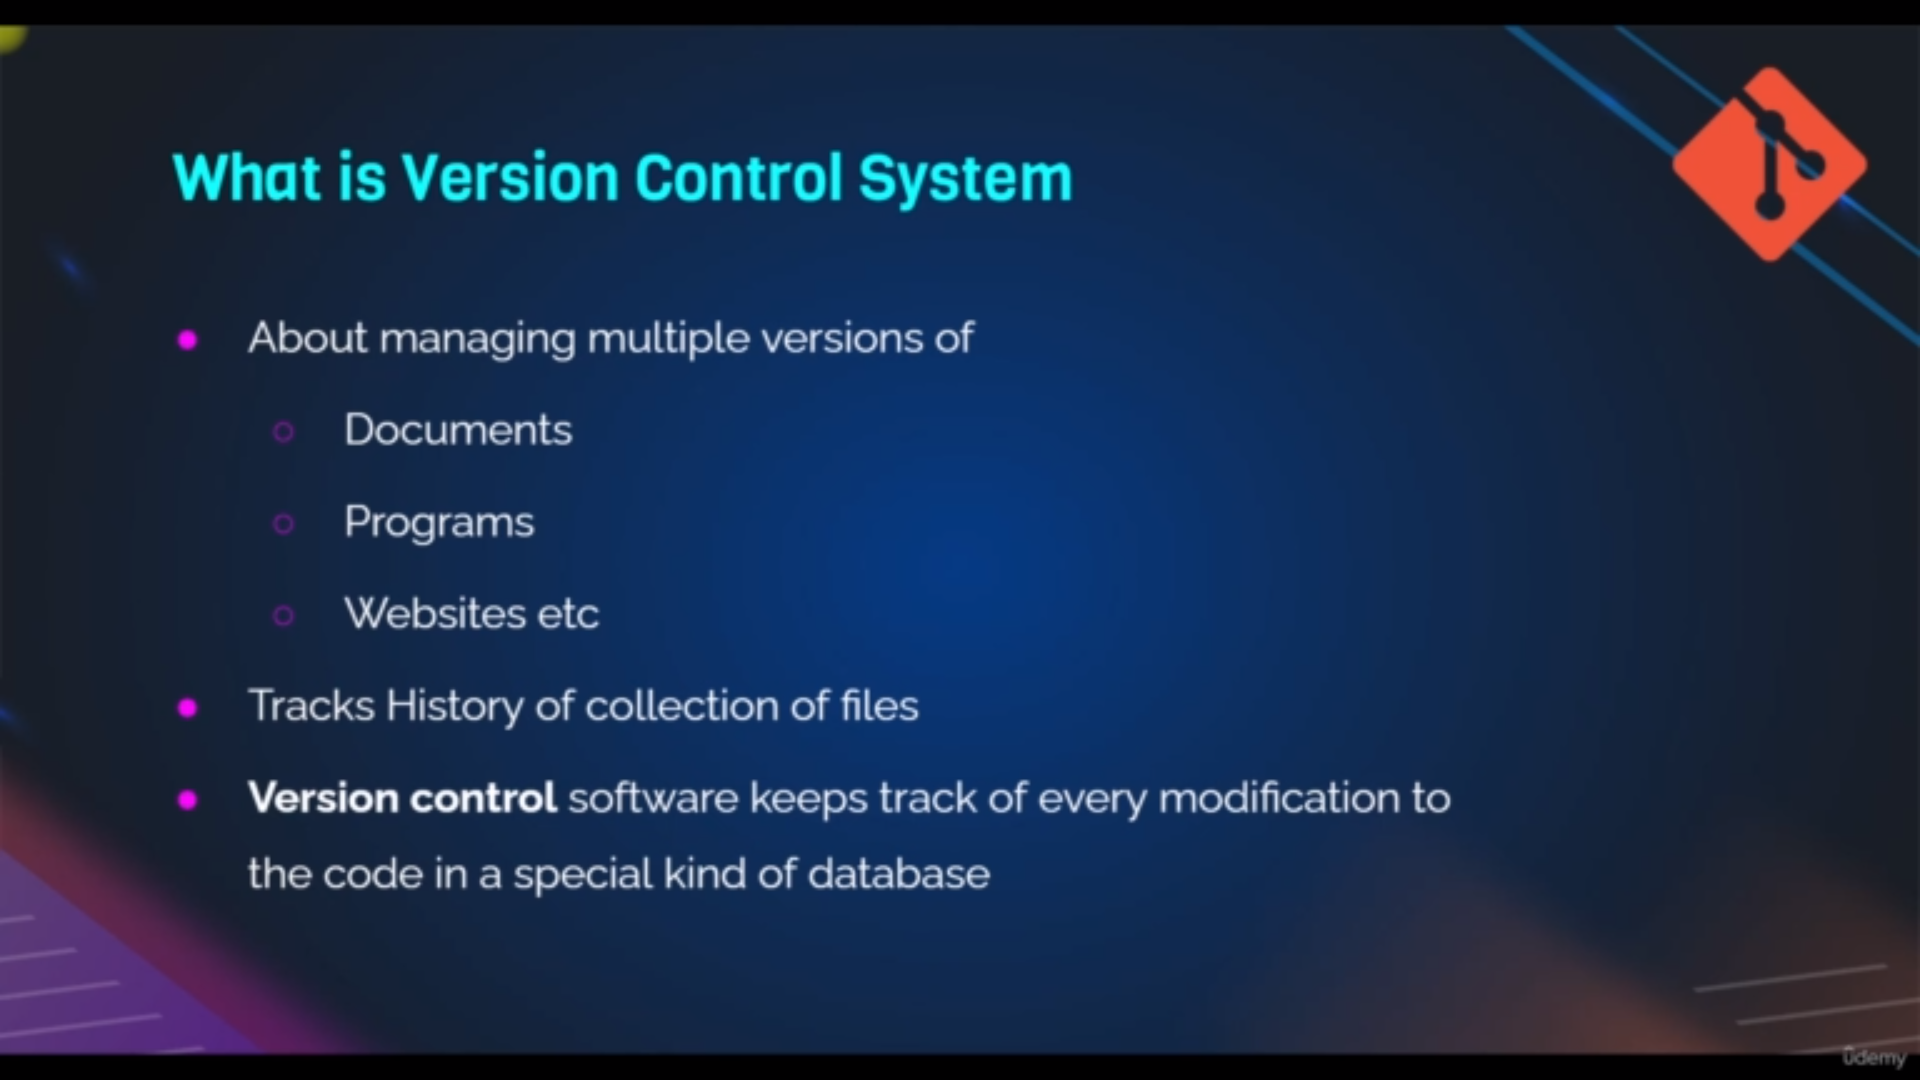 What is Version Control System
About managing multiple versions of
Documents
Programs
Websites etc
Tracks History of collection of files
Version control software keeps track of every modification to
the code in a special kind of database
ûdemy